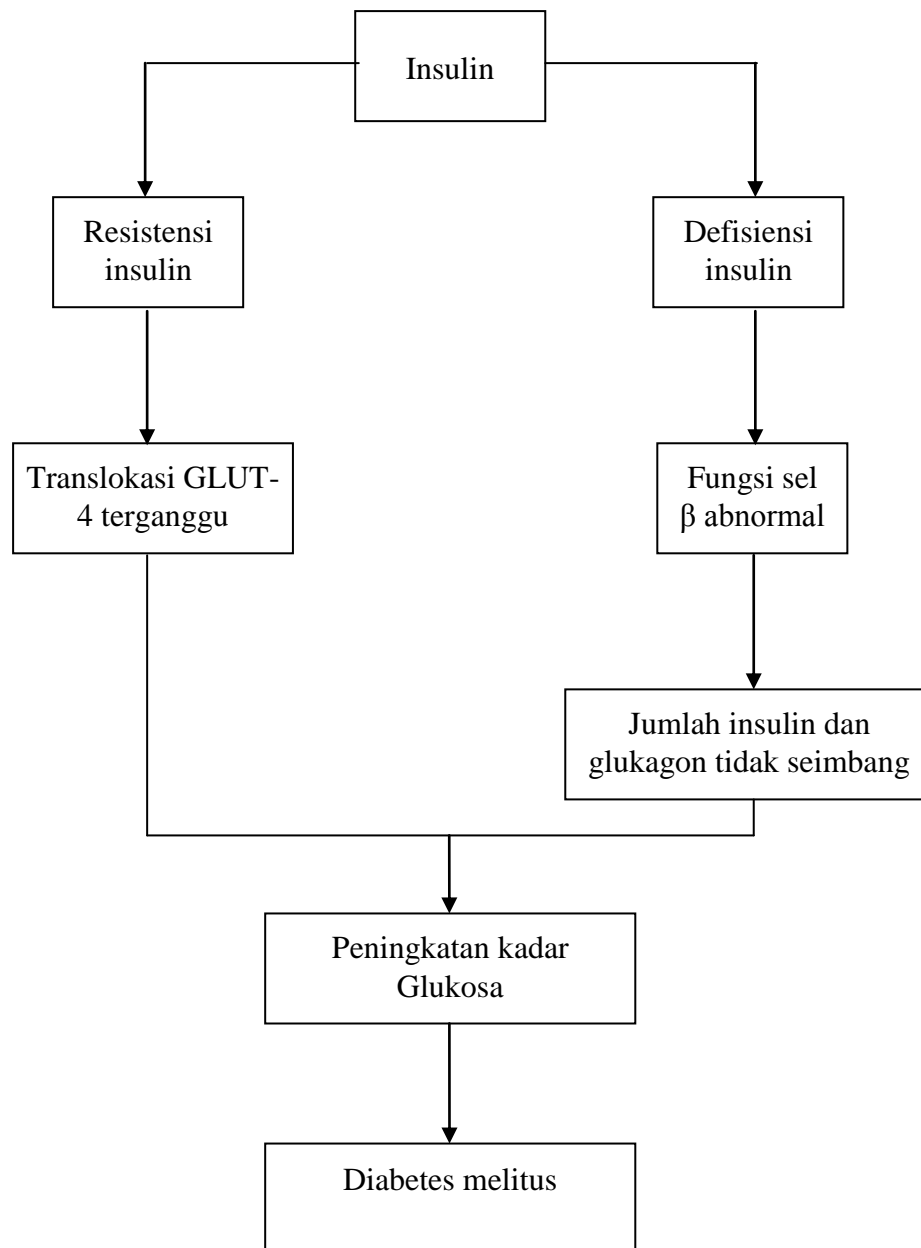 Insulin
Resistensi
insulin
Defisiensi
insulin
Translokasi GLUT-
4 terganggu
Fungsi sel
β abnormal
Jumlah insulin dan
glukagon tidak seimbang
Peningkatan kadar
Glukosa
Diabetes melitus